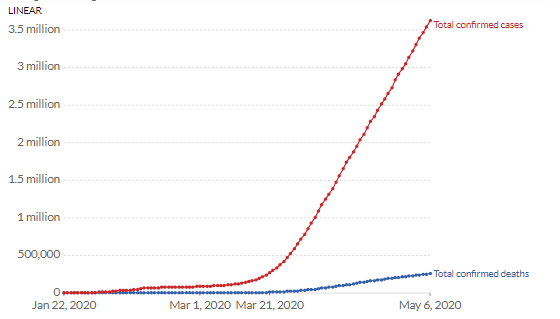 LINEAR
3.5 million
Total confirmed cases
3 million
2.5 million
2 million
1.5 million
1 million
500,000
Total confirmed deaths
0
Jan 22, 2020 Mar 1, 2020 Mar 21, 2020 May 6, 2020